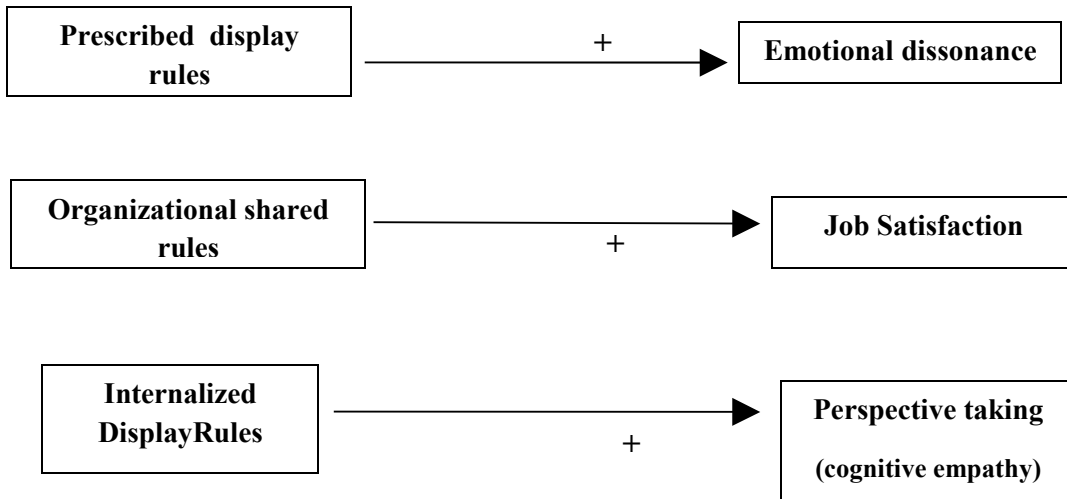 Prescribed display
rules
+
Emotional dissonance
Organizational shared
rules
+
Job Satisfaction
Internalized
DisplayRules
+
Perspective taking
(cognitive empathy)